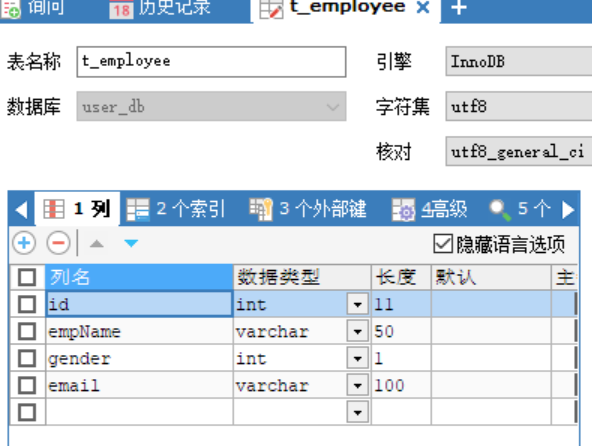 询问 18 历史记录 t_employee × +
表名称 t_employee 引擎 InnoDB
数据库 user_db 字符集 utf8
核对 utf8_general_ci
1 列 2 个索引 3 个外部键 4高级 5 个
隐藏语言选项
列名 数据类型 长度 默认 主
id int 11
empName varchar 50
gender int 1
email varchar 100